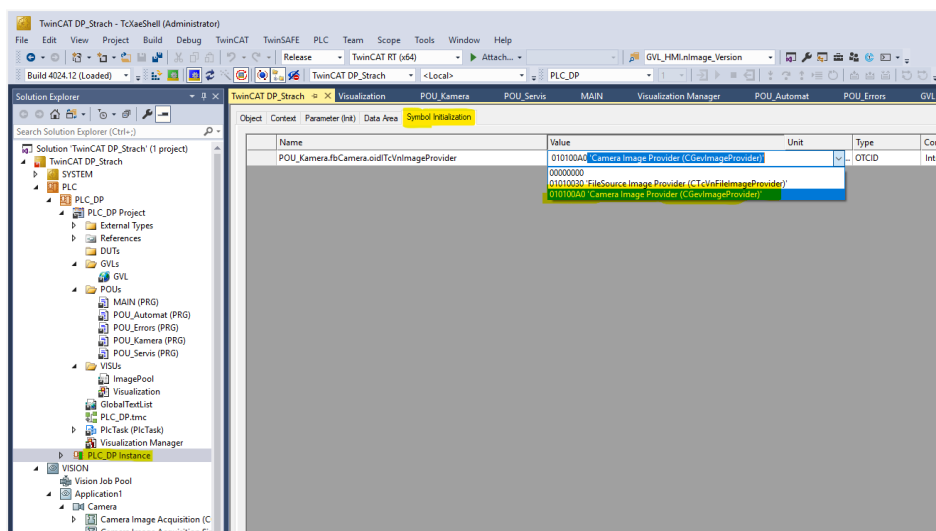 TwinCAT DP_Strach - TcXaeShell (Administrator)
File Edit View Project Build Debug TwinCAT TwinSAFE PLC Team Scope Tools Window Help
Release TwinCAT RT (x64) Attach... GVL_HMI.nImage_Version
Build 4024.12 (Loaded) TwinCAT DP_Strach <Local> PLC_DP 1
Solution Explorer
TwinCAT DP_Strach Visualization POU_Kamera POU_Servis MAIN Visualization Manager POU_Automat POU_Errors GVL
Object Context Parameter (Init) Data Area Symbol Initialization
Search Solution Explorer (Ctrl+;)
Name Value Unit Type
POU_Kamera.fbCamera.oidITcVnImageProvider 010100A0 'Camera Image Provider (CGevImageProvider)' ... OTCID
00000000
01010030 'FileSource Image Provider (CTcVnFileImageProvider)'
010100A0 'Camera Image Provider (CGevImageProvider)'
Solution 'TwinCAT DP_Strach' (1 project)
TwinCAT DP_Strach
SYSTEM
PLC
PLC_DP
PLC_DP Project
External Types
References
DUTs
GVLs
GVL
POUs
MAIN (PRG)
POU_Automat (PRG)
POU_Errors (PRG)
POU_Kamera (PRG)
POU_Servis (PRG)
VISUs
ImagePool
Visualization
GlobalTextList
PLC_DP.tmc
PlcTask (PlcTask)
Visualization Manager
PLC_DP Instance
VISION
Vision Job Pool
Application1
Camera
Camera Image Acquisition (C